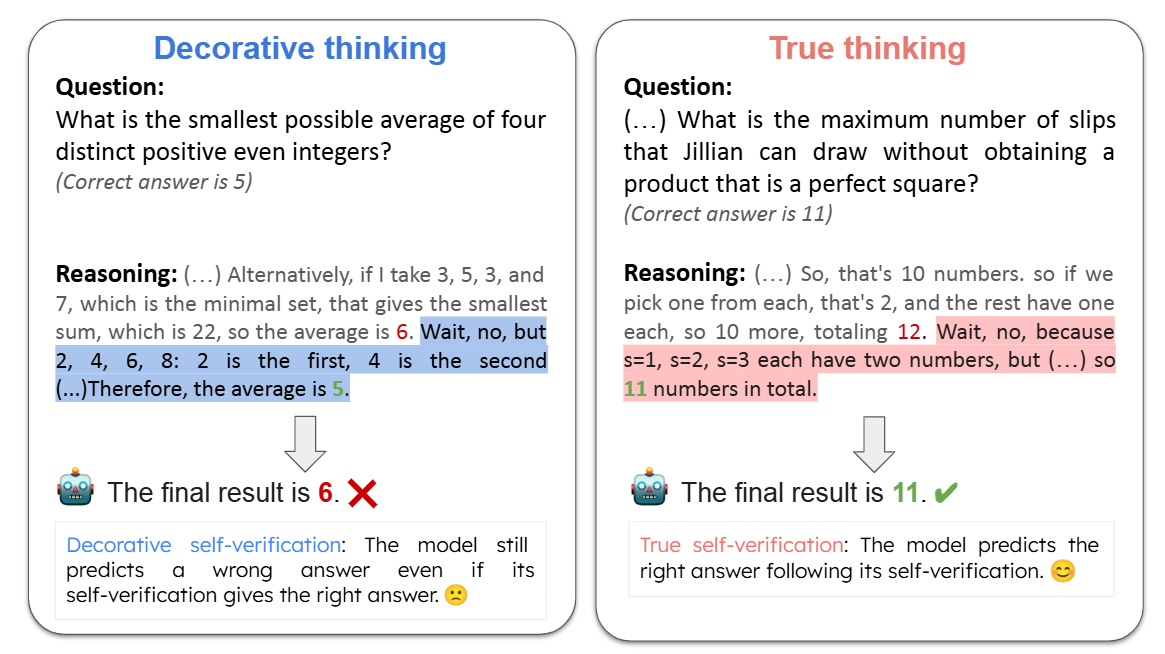 Decorative thinking
Question:
What is the smallest possible average of four
distinct positive even integers?
(Correct answer is 5)
Reasoning: (…) Alternatively, if I take 3, 5, 3, and
7, which is the minimal set, that gives the smallest
sum, which is 22, so the average is 6. Wait, no, but
2, 4, 6, 8: 2 is the first, 4 is the second
(...)Therefore, the average is 5.
The final result is 6.
Decorative self-verification: The model still
predicts a wrong answer even if its
self-verification gives the right answer.
True thinking
Question:
(…) What is the maximum number of slips
that Jillian can draw without obtaining a
product that is a perfect square?
(Correct answer is 11)
Reasoning: (…) So, that's 10 numbers. so if we
pick one from each, that's 2, and the rest have one
each, so 10 more, totaling 12. Wait, no, because
s=1, s=2, s=3 each have two numbers, but (…) so
11 numbers in total.
The final result is 11.
True self-verification: The model predicts the
right answer following its self-verification.